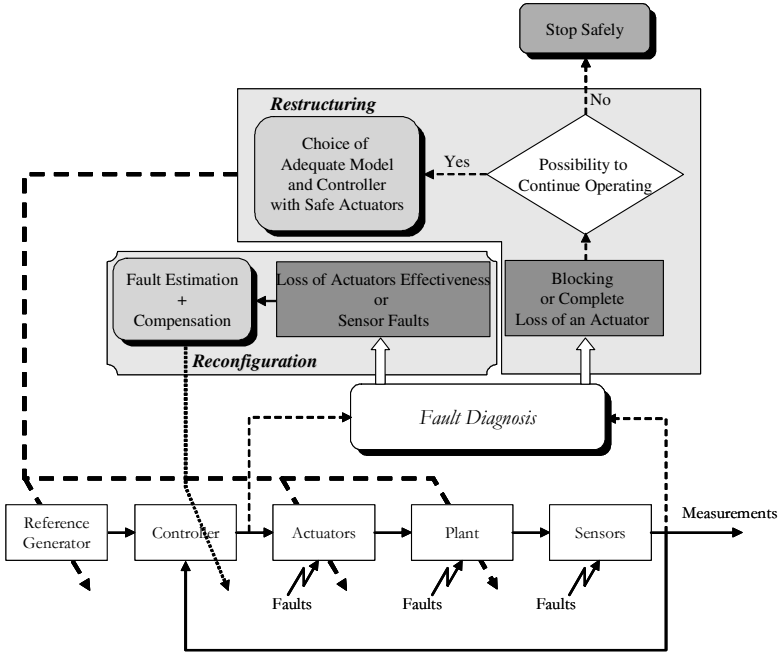 Stop Safely
No
Restructuring
Choice of
Adequate Model
and Controller
with Safe Actuators
Yes
Possibility to
Continue Operating
Fault Estimation
+
Compensation
Loss of Actuators Effectiveness
or
Sensor Faults
Blocking
or Complete
Loss of an Actuator
Reconfiguration
Fault Diagnosis
Reference
Generator
Controller
Actuators
Plant
Sensors
Measurements
Faults
Faults
Faults